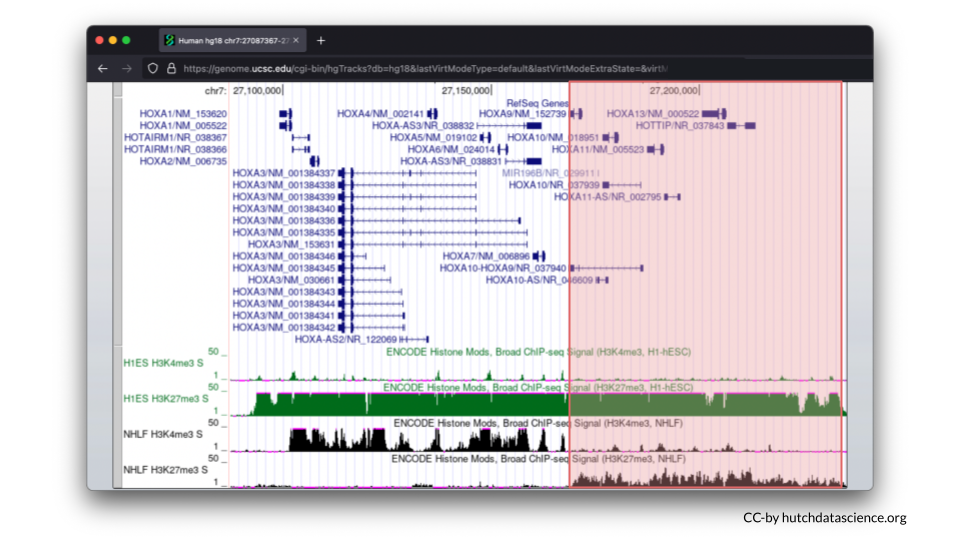 Human hg18 chr7:27087367-27
https://genome.ucsc.edu/cgi-bin/hgTracks?db=hg18&lastVirtModeType=default&lastVirtModeExtraState=&virtM
chr7: 27,100,000 27,150,000 27,200,000
RefSeq Genes
HOXA1/NM_153620 HOXA4/NM_002141 HOXA9/NM_152739 HOXA13/NM_000522
HOXA1/NM_005522 HOXA-AS3/NR_038832 HOTTIP/NR_037843
HOTAIRM1/NR_038367 HOXA5/NM_019102 HOXA10/NM_018951
HOTAIRM1/NR_038366 HOXA6/NM_024014 HOXA11/NM_005523
HOXA2/NM_006735 HOXA-AS3/NR_038831
HOXA3/NM_001384337 MIR196B/NR_029911
HOXA3/NM_001384338 HOXA10/NR_037939
HOXA3/NM_001384339 HOXA11-AS/NR_002795
HOXA3/NM_001384340
HOXA3/NM_001384336
HOXA3/NM_001384335
HOXA3/NM_153631
HOXA3/NM_001384346 HOXA7/NM_006896
HOXA3/NM_001384345 HOXA10-HOXA9/NR_037940
HOXA3/NM_030661 HOXA10-AS/NR_046609
HOXA3/NM_001384343
HOXA3/NM_001384344
HOXA3/NM_001384341
HOXA3/NM_001384342
HOXA-AS2/NR_122069
ENCODE Histone Mods, Broad ChIP-seq Signal (H3K4me3, H1-hESC)
50
H1ES H3K4me3 S
1
ENCODE Histone Mods, Broad ChIP-seq Signal (H3K27me3, H1-hESC)
50
H1ES H3K27me3 S
1
ENCODE Histone Mods, Broad ChIP-seq Signal (H3K4me3, NHLF)
50
NHLF H3K4me3 S
1
ENCODE Histone Mods, Broad ChIP-seq Signal (H3K27me3, NHLF)
50
NHLF H3K27me3 S
1
CC-by hutchdatascience.org